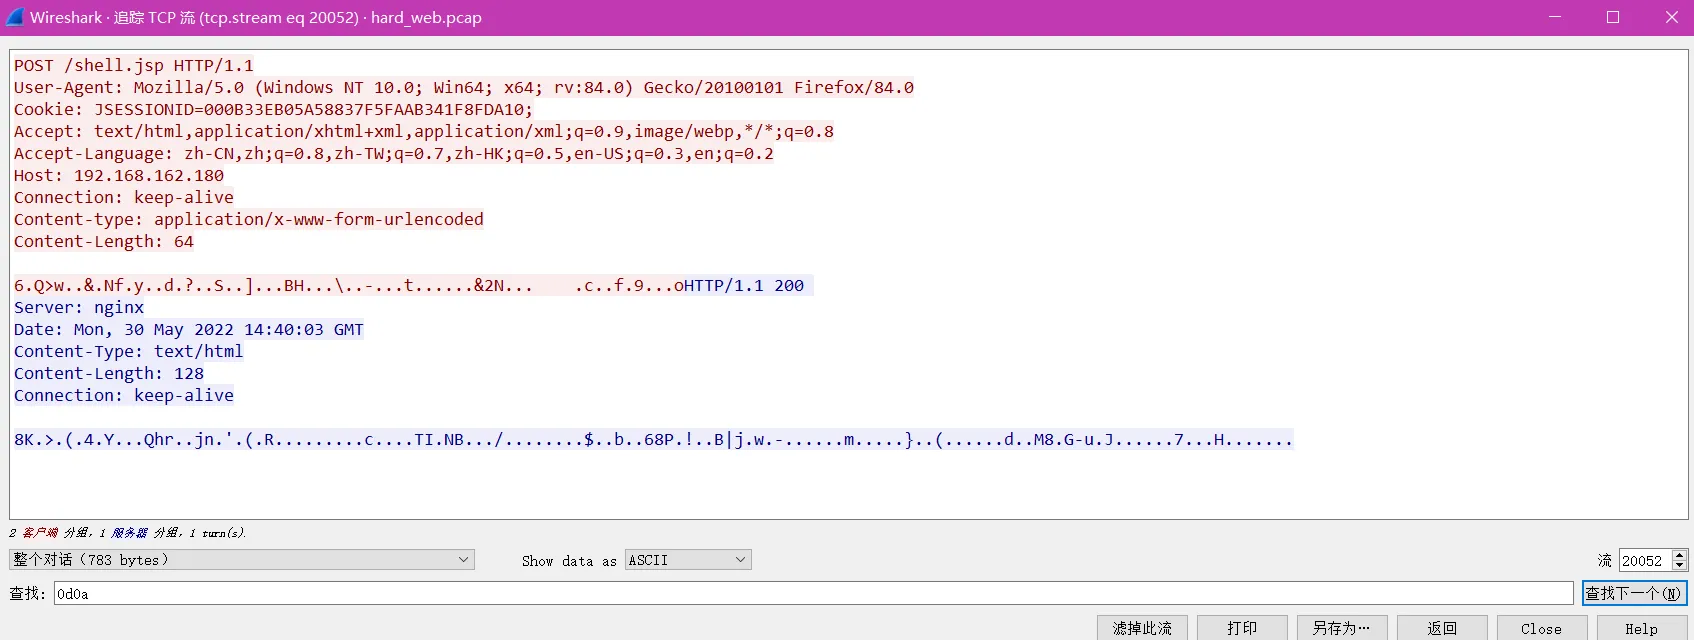 Wireshark · 追踪 TCP 流 (tcp.stream eq 20052) · hard_web.pcap
POST /shell.jsp HTTP/1.1
User-Agent: Mozilla/5.0 (Windows NT 10.0; Win64; x64; rv:84.0) Gecko/20100101 Firefox/84.0
Cookie: JSESSIONID=000B33EB05A58837F5FAAB341F8FDA10;
Accept: text/html,application/xhtml+xml,application/xml;q=0.9,image/webp,*/*;q=0.8
Accept-Language: zh-CN,zh;q=0.8,zh-TW;q=0.7,zh-HK;q=0.5,en-US;q=0.3,en;q=0.2
Host: 192.168.162.180
Connection: keep-alive
Content-type: application/x-www-form-urlencoded
Content-Length: 64
6.Q>w..&.Nf.y..d.?..S..]...BH...\..-...t......&2N...    .c..f.9...oHTTP/1.1 200
Server: nginx
Date: Mon, 30 May 2022 14:40:03 GMT
Content-Type: text/html
Content-Length: 128
Connection: keep-alive
8K.>.(.4.Y...Qhr..jn.'.(.R.........c....TI.NB.../........$..b..68P.!..B|j.w.-......m.....}..(......d..M8.G-u.J......7...H.......
2 客户端 分组, 1 服务器 分组, 1 turn(s).
整个对话 (783 bytes)
Show data as ASCII
流 20052
查找: 0d0a
查找下一个(N)
滤掉此流
打印
另存为…
返回
Close
Help